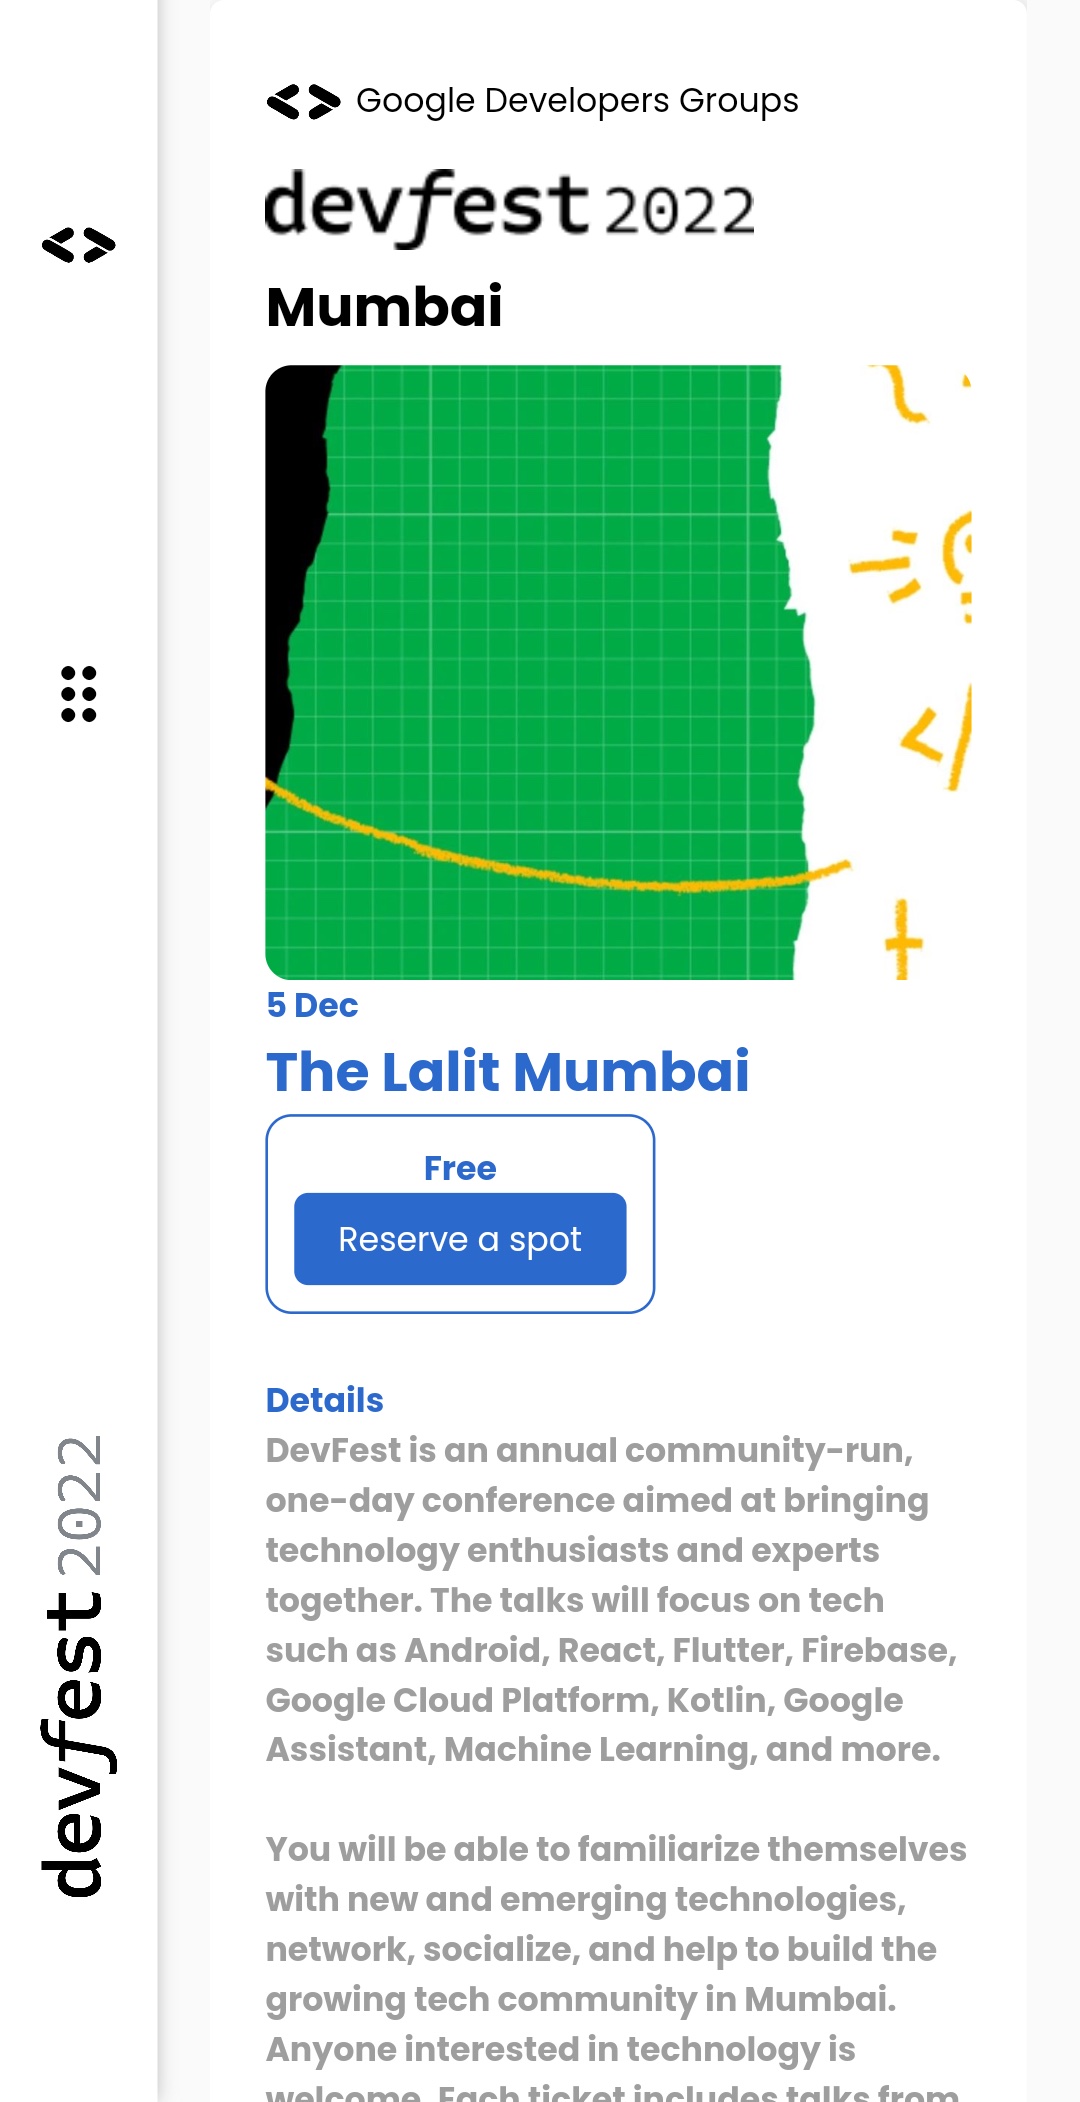 Google Developers Groups
devfest 2022
Mumbai
5 Dec
The Lalit Mumbai
Free
Reserve a spot
Details
DevFest is an annual community-run,
one-day conference aimed at bringing
technology enthusiasts and experts
together. The talks will focus on tech
such as Android, React, Flutter, Firebase,
Google Cloud Platform, Kotlin, Google
Assistant, Machine Learning, and more.
You will be able to familiarize themselves
with new and emerging technologies,
network, socialize, and help to build the
growing tech community in Mumbai.
Anyone interested in technology is
welcome. Each ticket includes talks from
devfest 2022